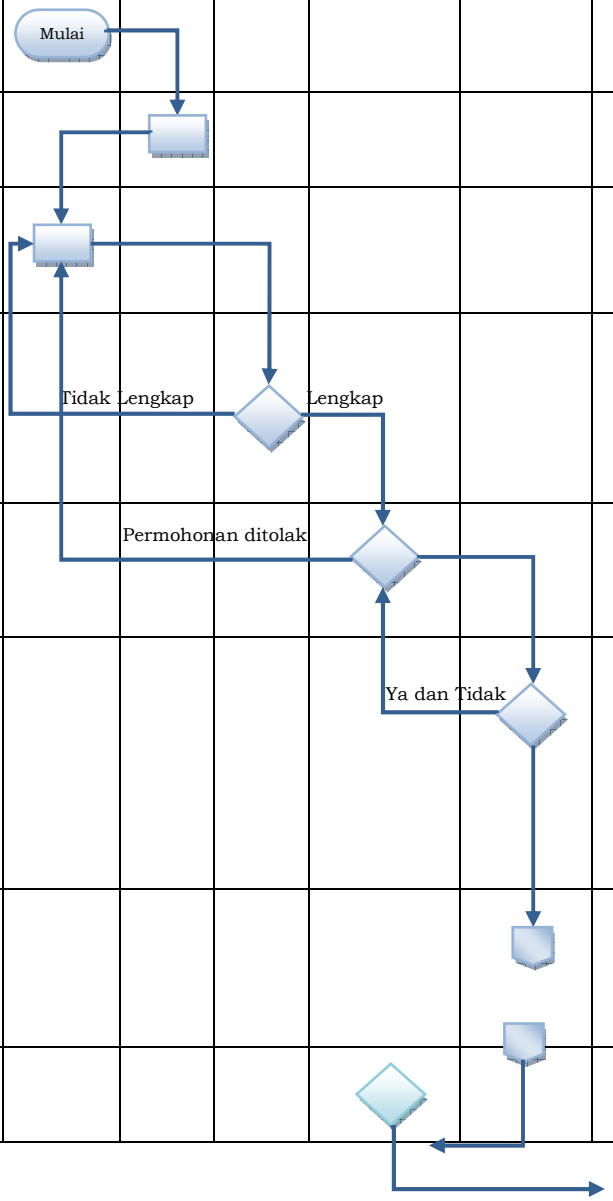 Mulai
Tidak Lengkap
Lengkap
Permohonan ditolak
Ya dan Tidak